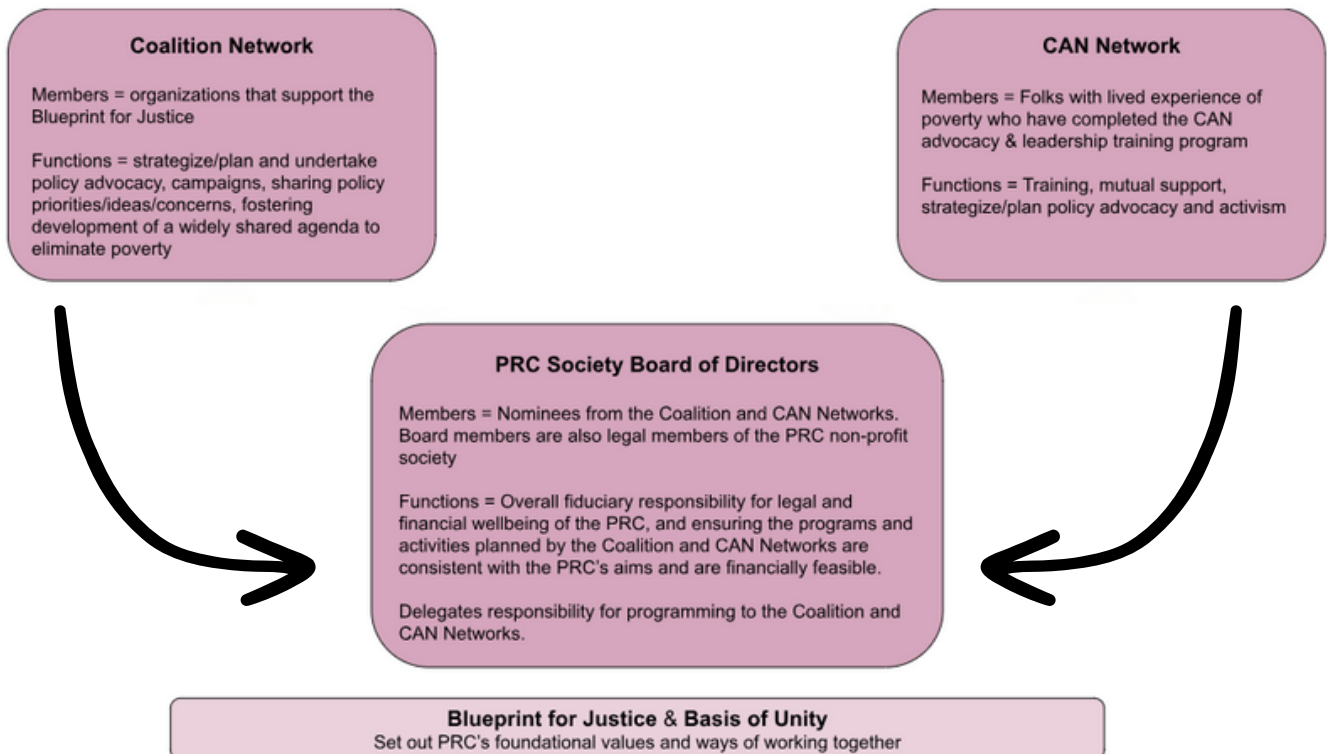 Coalition Network
Members = organizations that support the
Blueprint for Justice
Functions = strategize/plan and undertake
policy advocacy, campaigns, sharing policy
priorities/ideas/concerns, fostering
development of a widely shared agenda to
eliminate poverty
CAN Network
Members = Folks with lived experience of
poverty who have completed the CAN
advocacy & leadership training program
Functions = Training, mutual support,
strategize/plan policy advocacy and activism
PRC Society Board of Directors
Members = Nominees from the Coalition and CAN Networks.
Board members are also legal members of the PRC non-profit
society
Functions = Overall fiduciary responsibility for legal and
financial wellbeing of the PRC, and ensuring the programs and
activities planned by the Coalition and CAN Networks are
consistent with the PRC's aims and are financially feasible.
Delegates responsibility for programming to the Coalition and
CAN Networks.
Blueprint for Justice & Basis of Unity
Set out PRC's foundational values and ways of working together